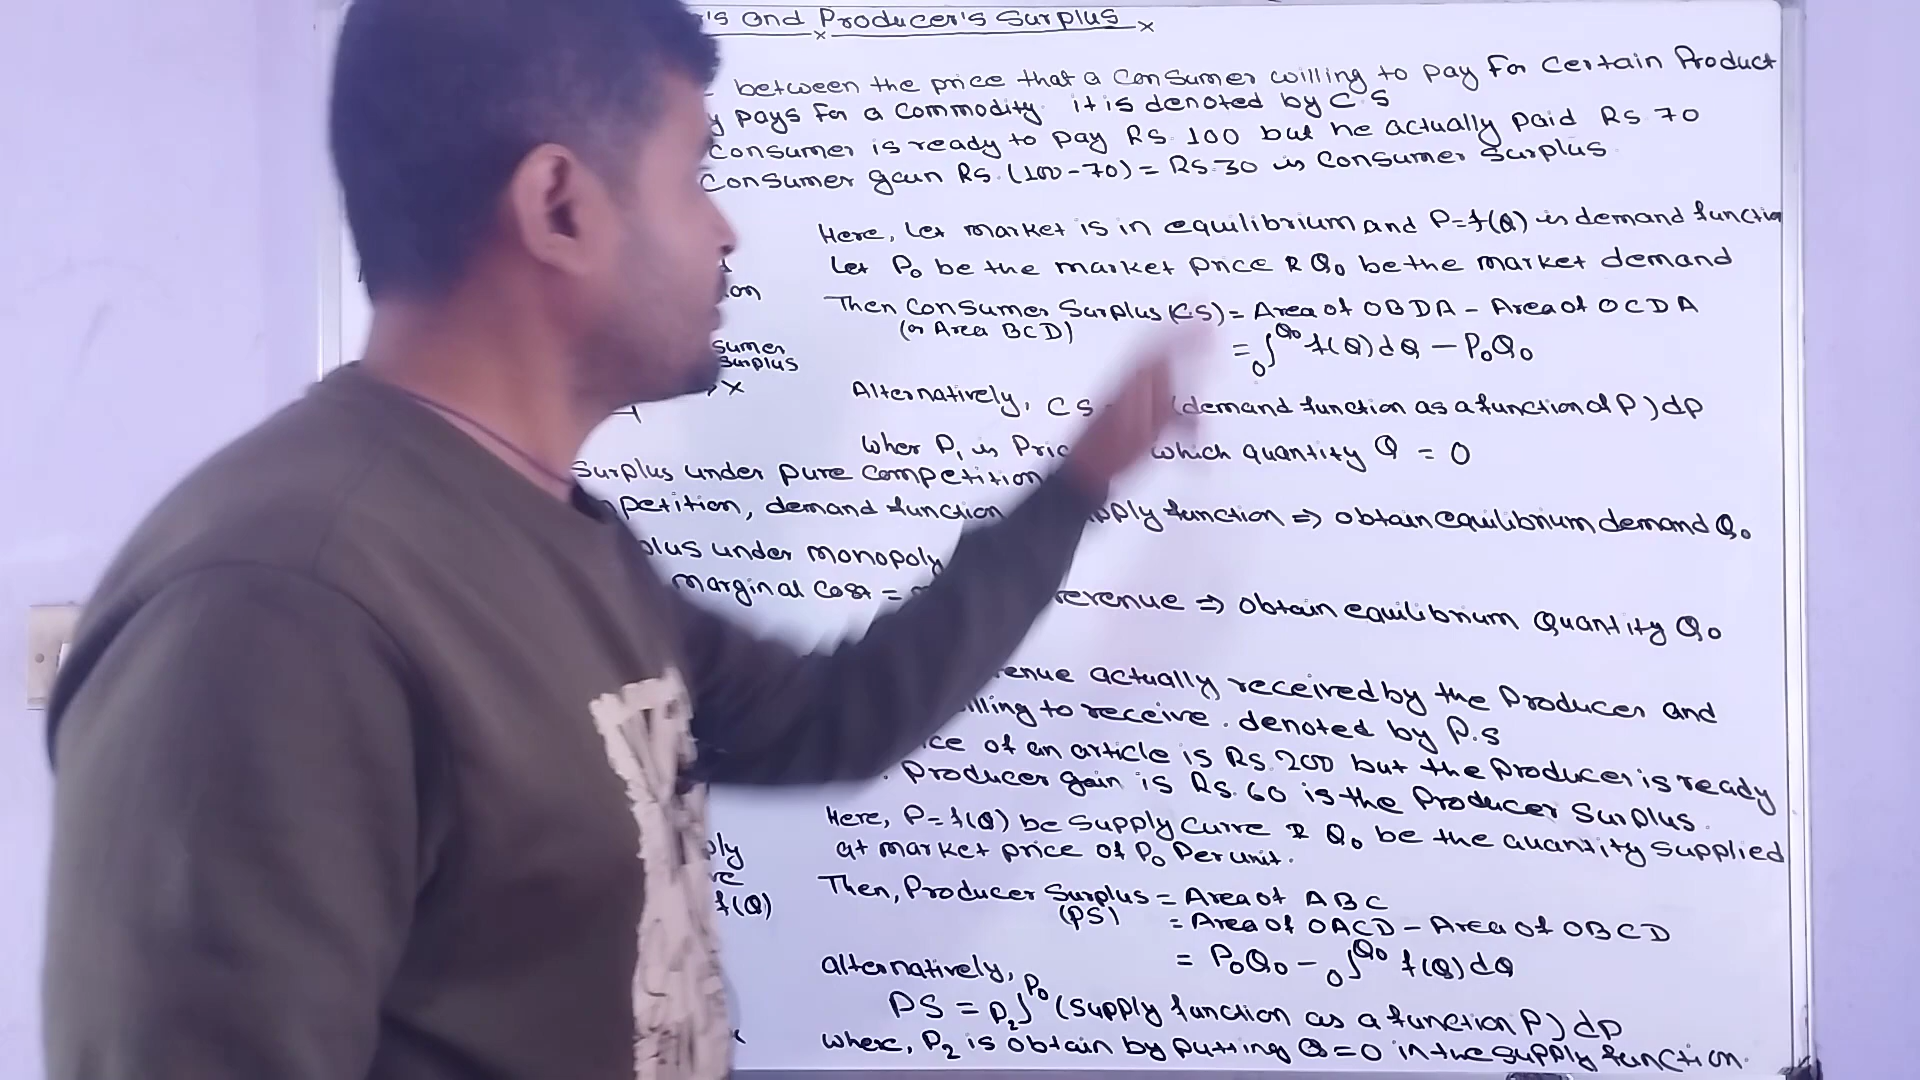 's and Producer's Surplus
between the price that a Consumer willing to pay for Certain Product
y pays for a Commodity. it is denoted by C.S
Consumer is ready to pay Rs. 100 but he actually paid Rs 70
Consumer gain Rs. (100-70) = Rs.30 is Consumer Surplus.
Here, Let market is in equilibrium and P=f(Q) is demand function
Let P₀ be the market price & Q₀ be the market demand
on
Then Consumer Surplus (CS) = Area of OBDA - Area of OCDA
(or Area BCD)
= ₀∫^Q₀ f(Q)dQ - P₀Q₀
sumer
Surplus
X
Alternatively, CS (demand function as a function of P) dp
Wher P₁ is Pric which quantity Q = 0
Surplus under pure Competition
petition, demand function pply function ⇒ obtain equilibrium demand Q₀
plus under monopoly
marginal Cost = revenue ⇒ obtain equilibrium Quantity Q₀
enue actually received by the Producer and
illing to receive. denoted by P.S
ice of an article is Rs. 200 but the Producer is ready
. Producer gain is Rs. 60 is the Producer Surplus.
Here, P=f(Q) be Supply Curve & Q₀ be the quantity supplied
at market price of P₀ Per unit.
ply
ve
f(Q)
Then, Producer Surplus = Area of ABC
(PS) = Area of OACD - Area of OBCD
= P₀Q₀ - ₀∫^Q₀ f(Q)dQ
alternatively,
PS = P₂∫^P₀ (Supply function as a function P) dp
where, P₂ is obtain by putting Q=0 in the supply function.